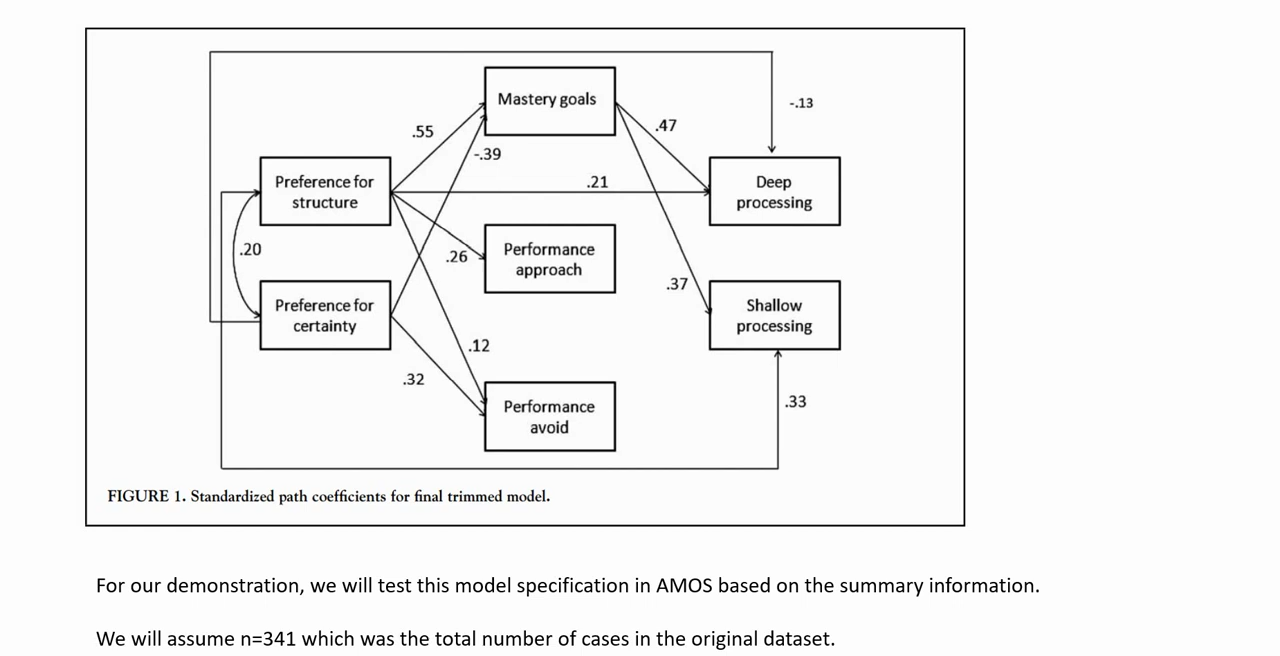 Mastery goals
-.13
.55
.47
-.39
Preference for
structure
.21
Deep
processing
.20
.26
Performance
approach
.37
Preference for
certainty
Shallow
processing
.12
.32
Performance
avoid
.33
FIGURE 1. Standardized path coefficients for final trimmed model.
For our demonstration, we will test this model specification in AMOS based on the summary information.
We will assume n=341 which was the total number of cases in the original dataset.